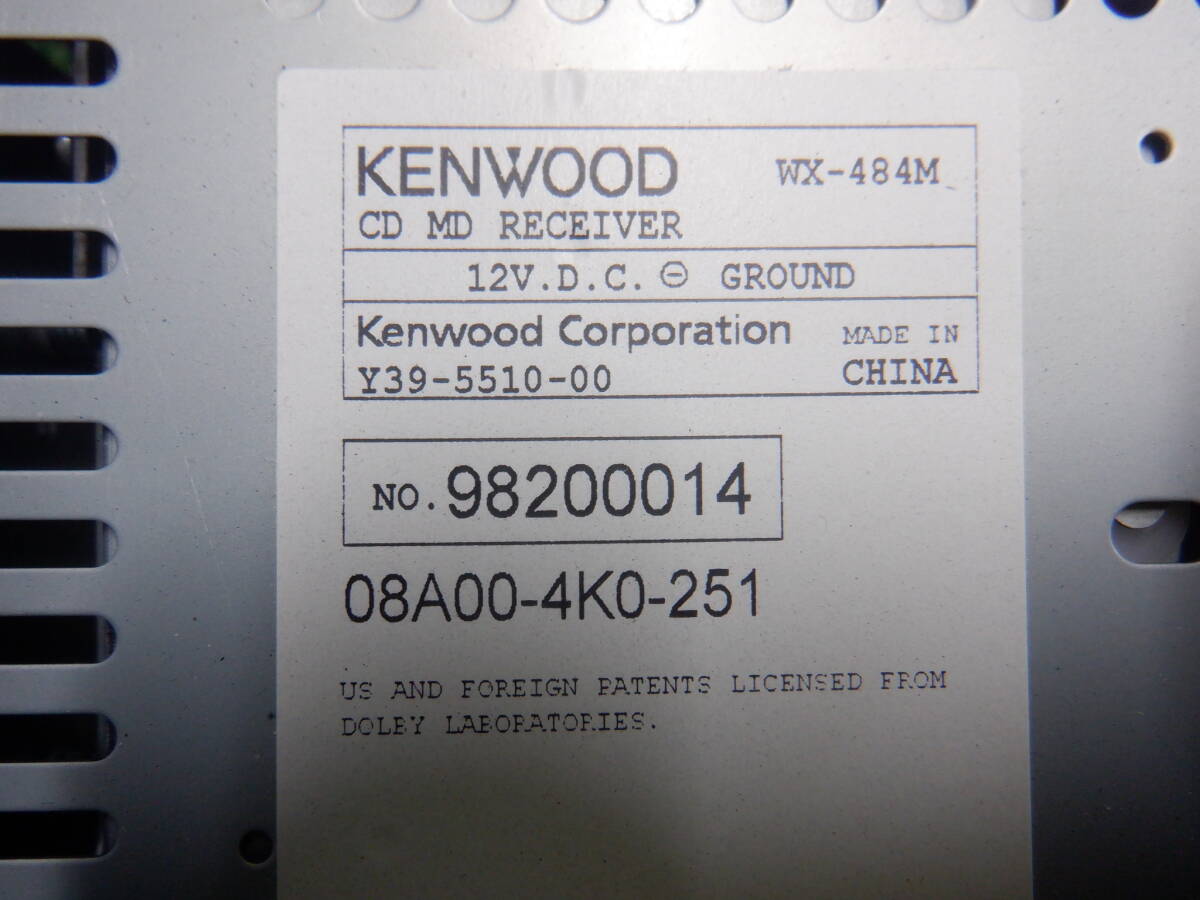 KENWOOD WX-484M
CD MD RECEIVER
12V.D.C. ⊖ GROUND
Kenwood Corporation MADE IN
Y39-5510-00 CHINA
NO. 98200014
08A00-4K0-251
US AND FOREIGN PATENTS LICENSED FROM
DOLBY LABORATORIES.